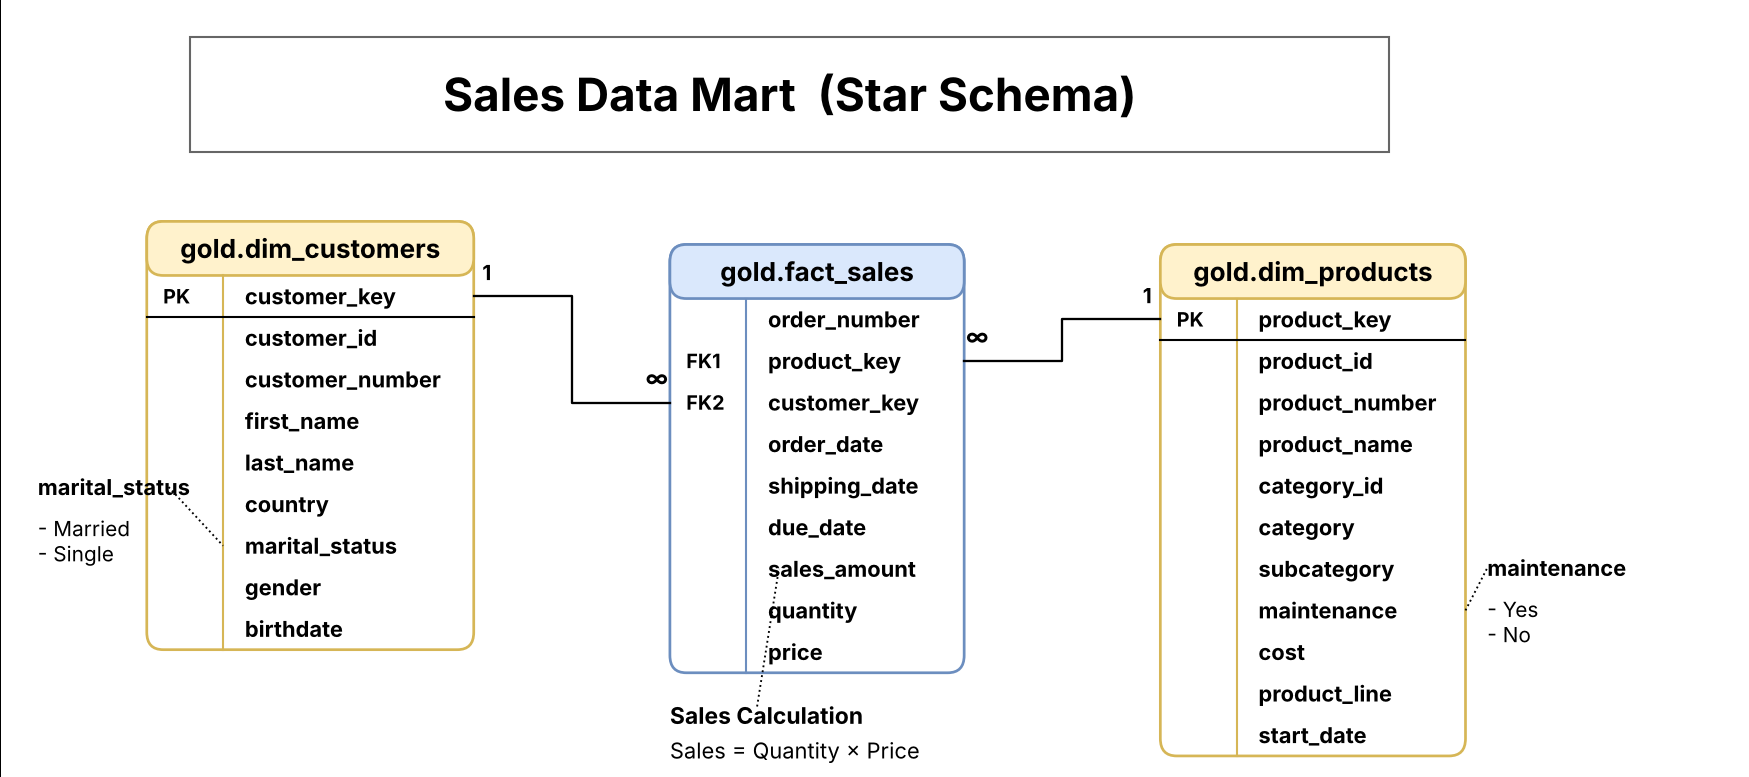 Sales Data Mart (Star Schema)
gold.dim_customers
PK customer_key
customer_id
customer_number
first_name
last_name
country
marital_status
gender
birthdate
marital_status
- Married
- Single
1
∞
gold.fact_sales
order_number
FK1 product_key
FK2 customer_key
order_date
shipping_date
due_date
sales_amount
quantity
price
Sales Calculation
Sales = Quantity × Price
∞
1
gold.dim_products
PK product_key
product_id
product_number
product_name
category_id
category
subcategory
maintenance
cost
product_line
start_date
maintenance
- Yes
- No